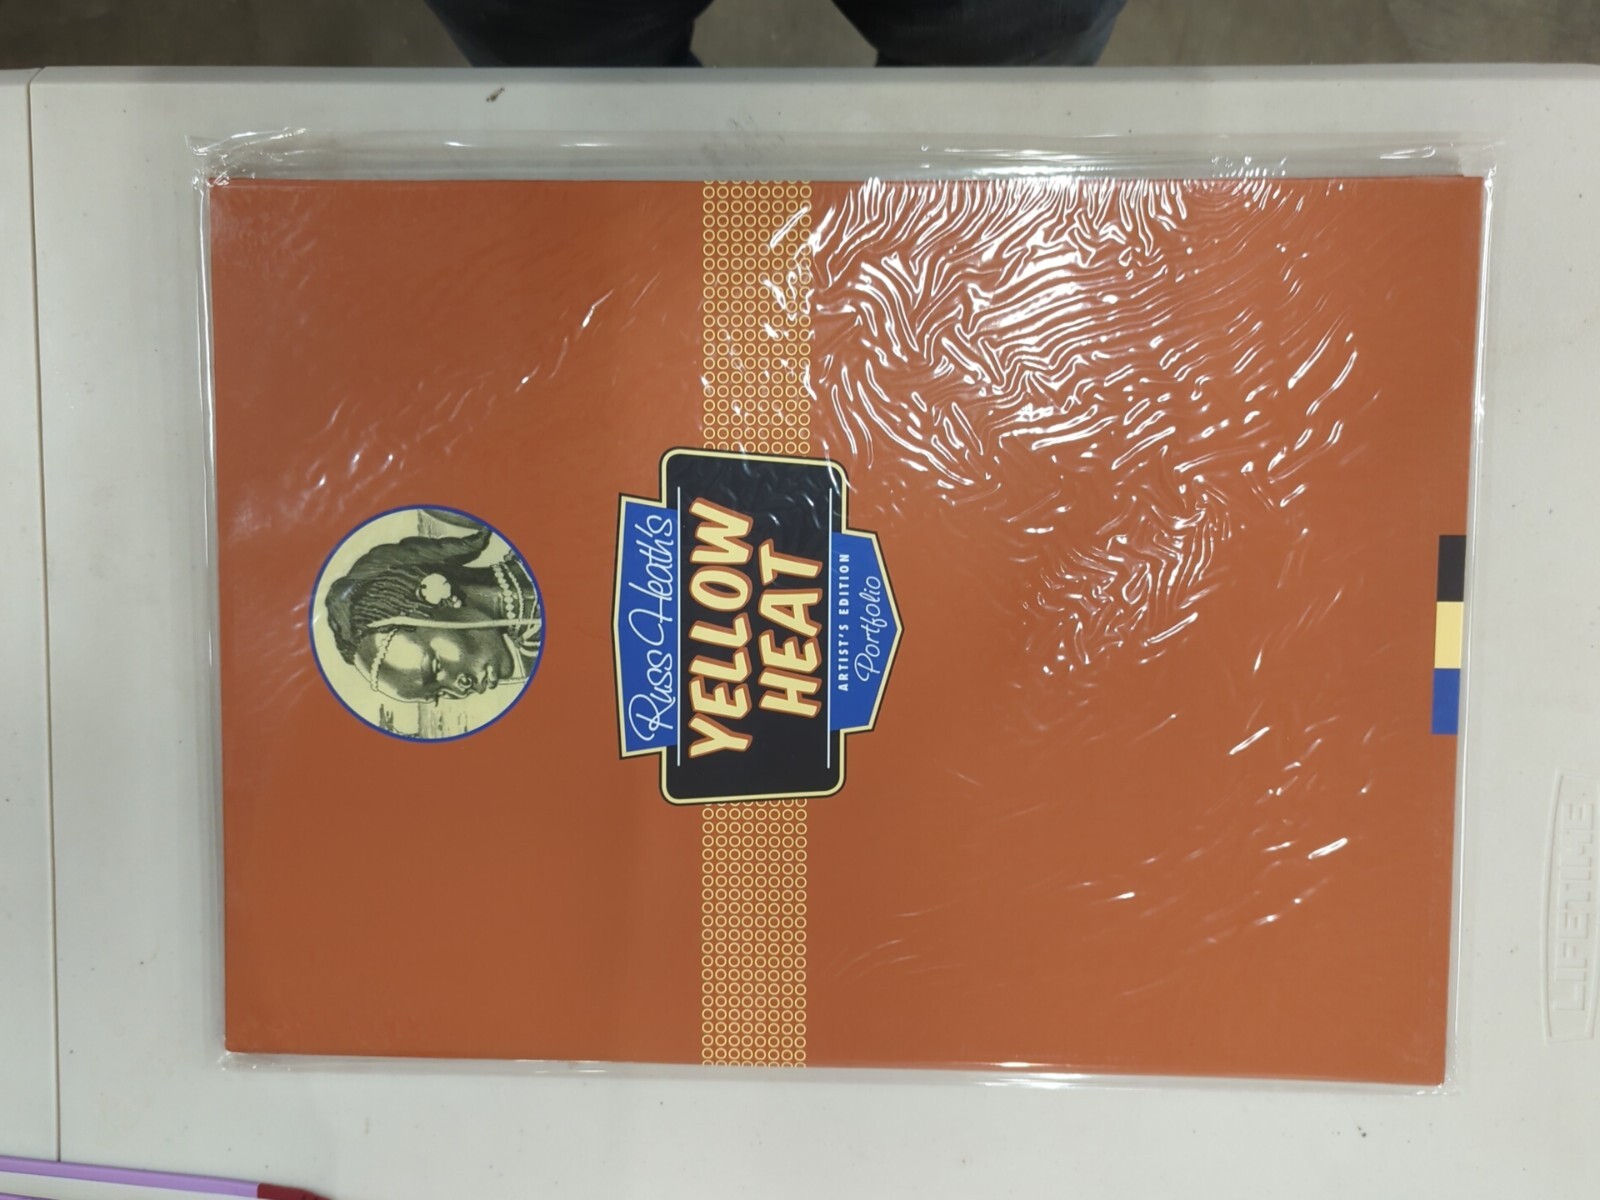 Russ Heath's
YELLOW
HEAT
ARTIST'S EDITION
Portfolio
LIFETIME